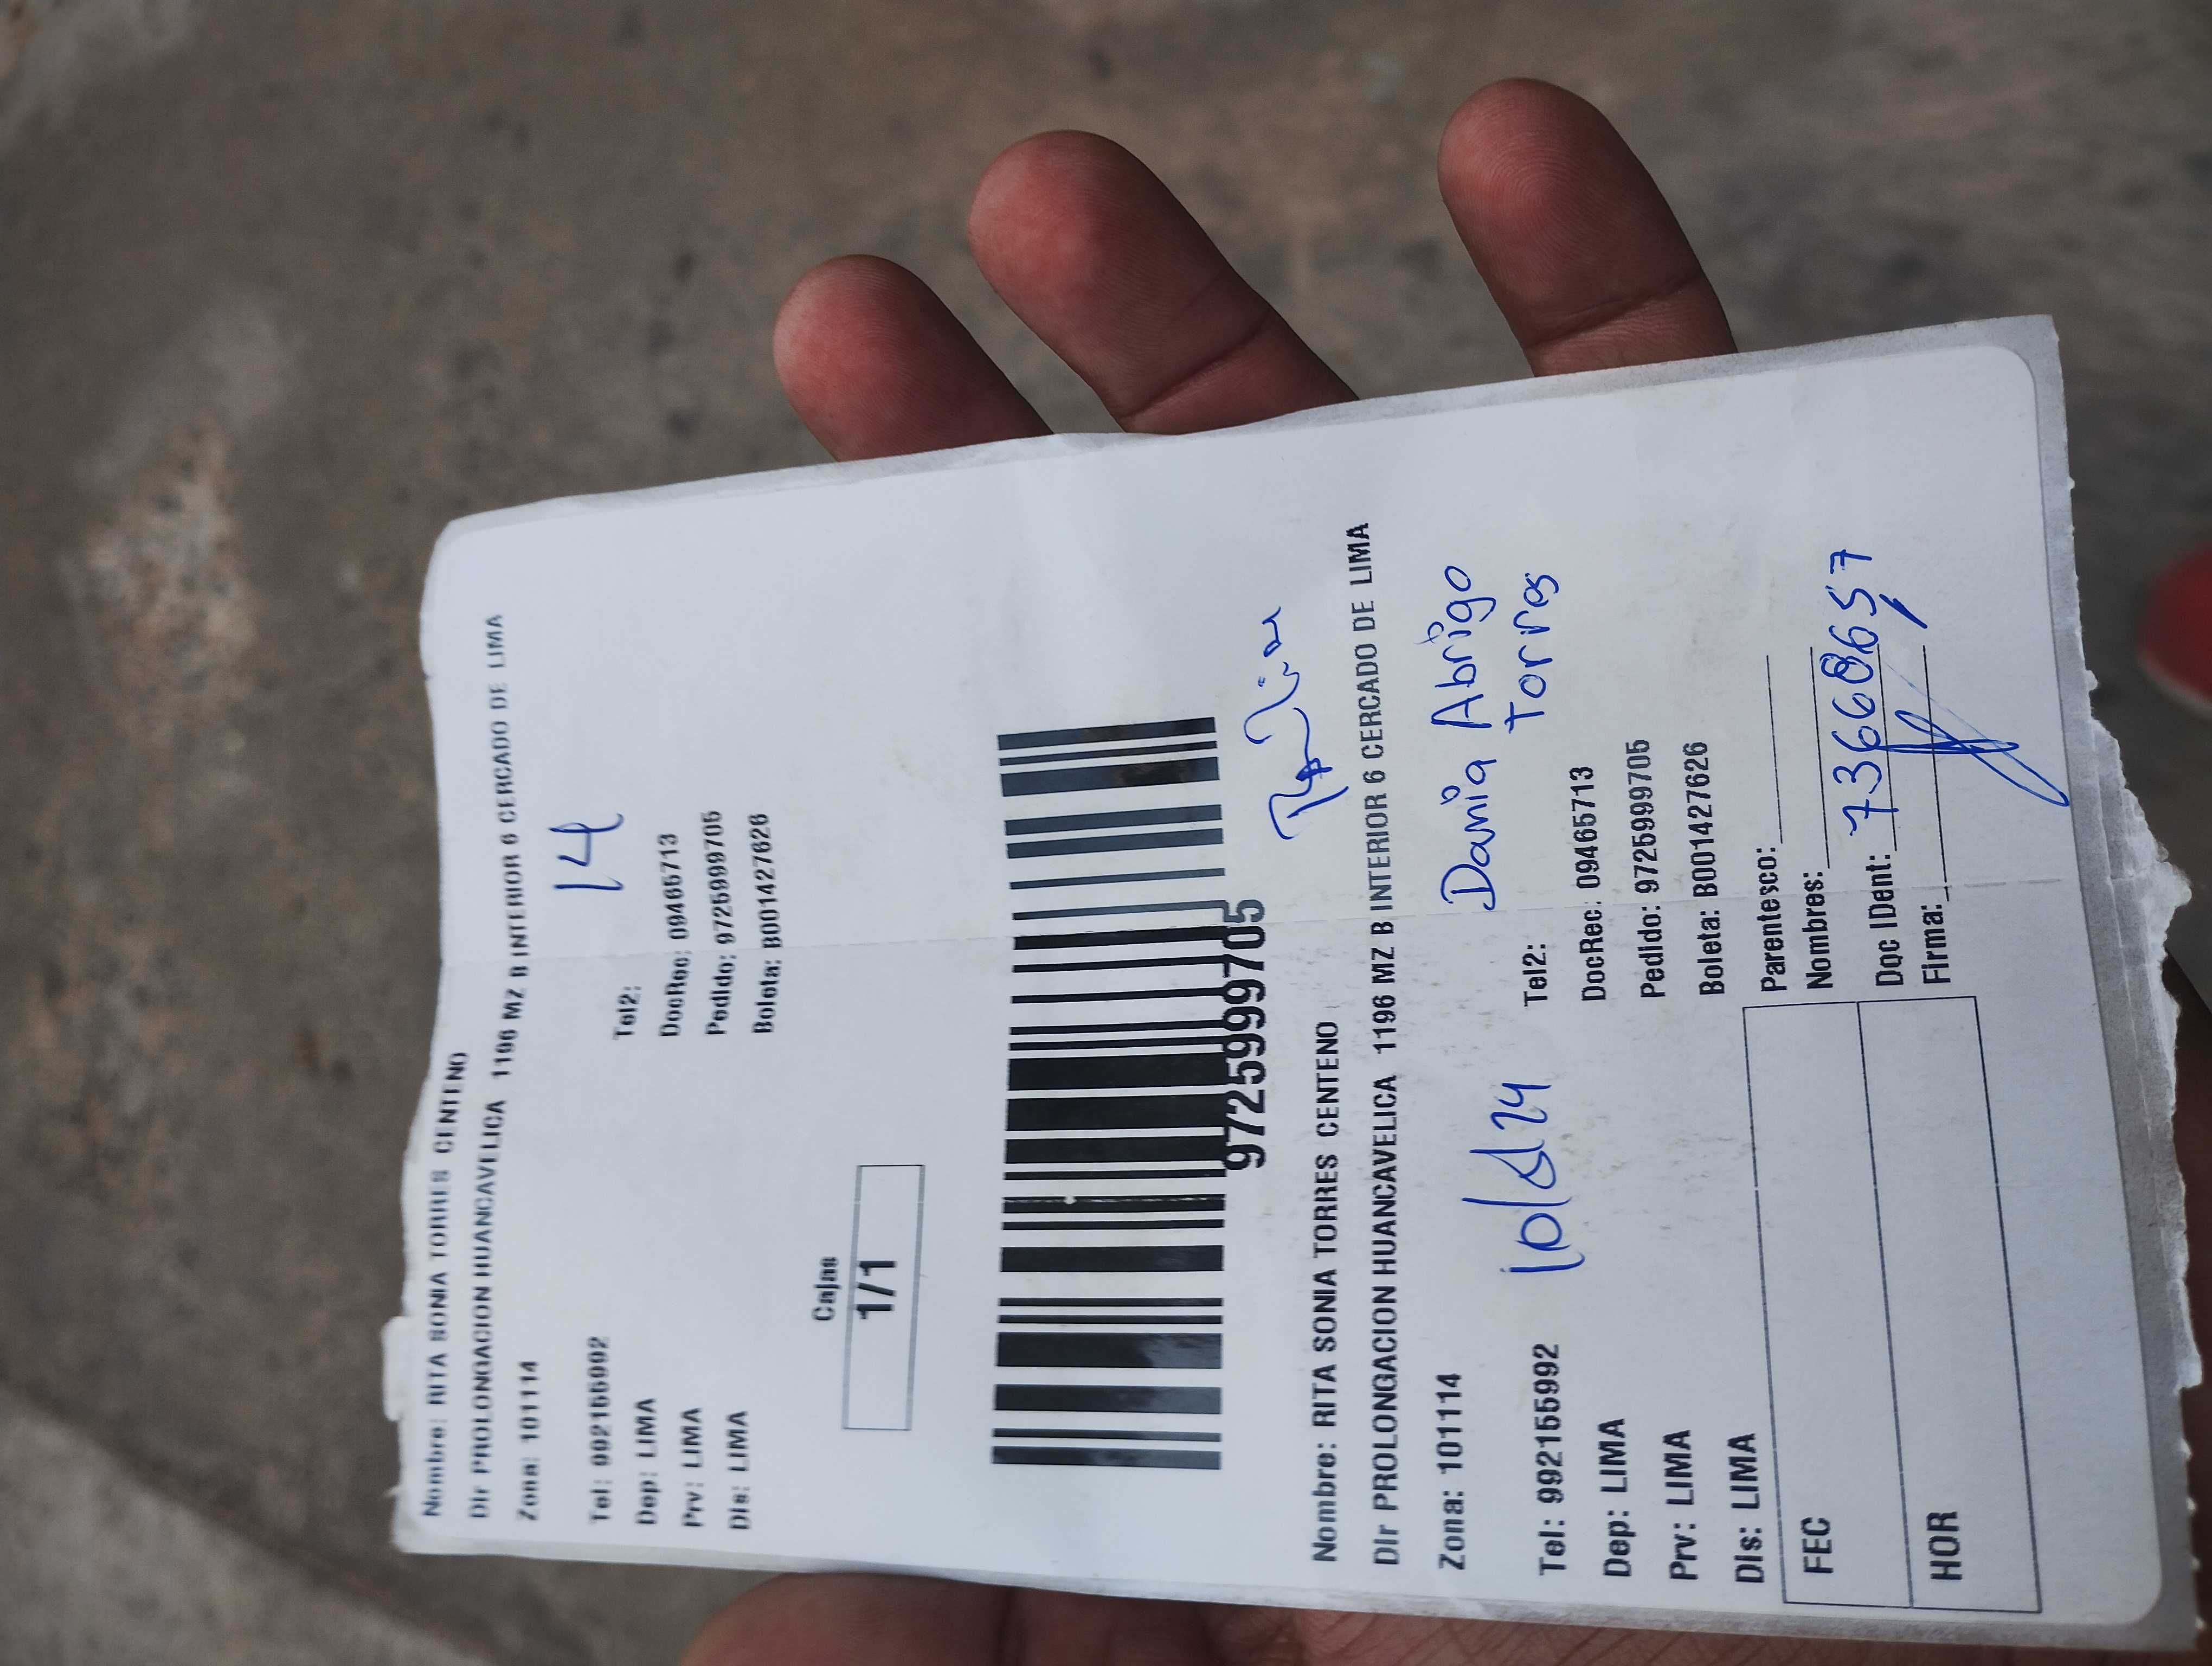 Nombre: RITA SONIA TORRES CENTENO
Dir PROLONGACION HUANCAVELICA 1196 MZ B INTERIOR 6 CERCADO DE LIMA
Zona: 101114
14
Tel: 992155992 Tel2:
Dep: LIMA DocRec: 09465713
Prv: LIMA Pedido: 9725999705
Dis: LIMA Boleta: B001427626
Cajas
1/1
9725999705
Nombre: RITA SONIA TORRES CENTENO
Dir PROLONGACION HUANCAVELICA 1196 MZ B INTERIOR 6 CERCADO DE LIMA
Zona: 101114
Dania Abrigo
Torres
Tel: 992155992 Tel2:
Dep: LIMA DocRec: 09465713
Prv: LIMA Pedido: 9725999705
Dis: LIMA Boleta: B001427626
FEC Parentesco:
Nombres:
HOR Doc IDent:
Firma: